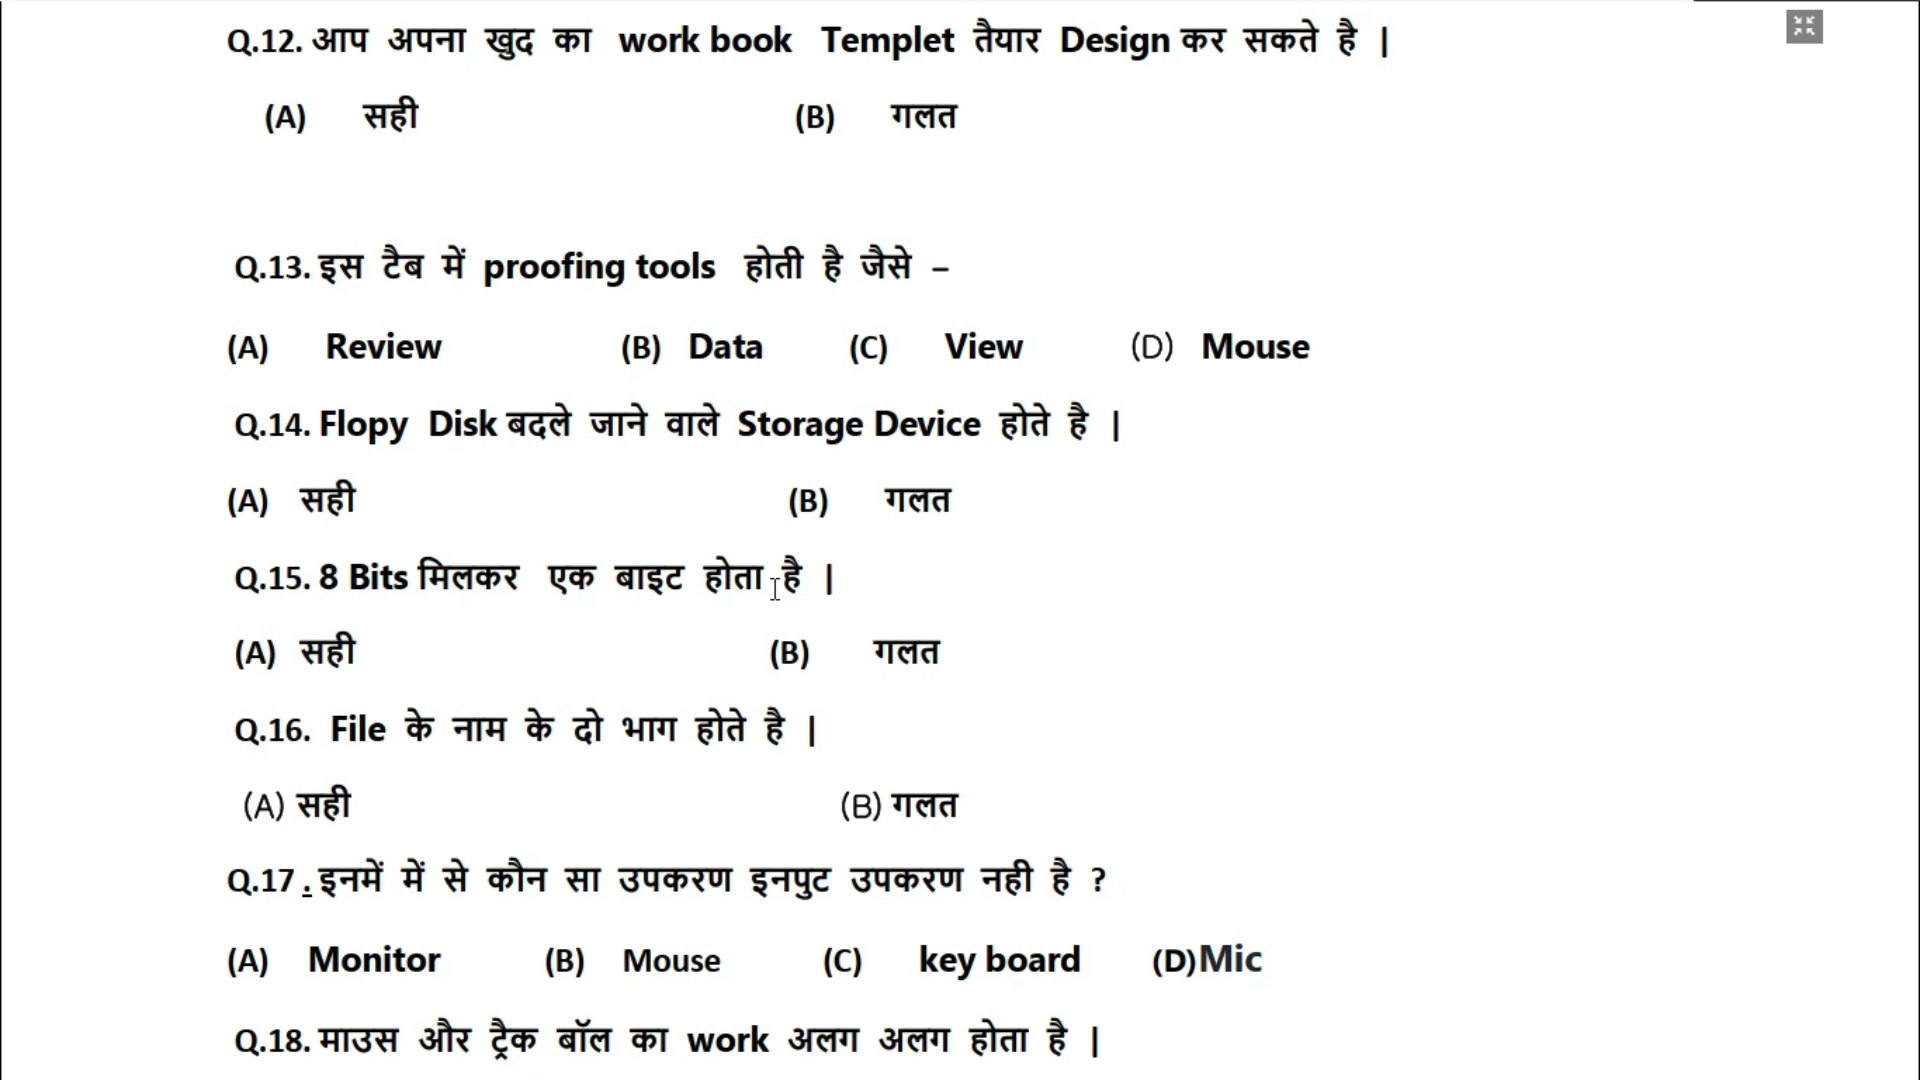 Q.12. आप अपना खुद का work book Templet तैयार Design कर सकते है |
(A) सही (B) गलत
Q.13. इस टैब में proofing tools होती है जैसे –
(A) Review (B) Data (C) View (D) Mouse
Q.14. Flopy Disk बदले जाने वाले Storage Device होते है |
(A) सही (B) गलत
Q.15. 8 Bits मिलकर एक बाइट होता है |
(A) सही (B) गलत
Q.16. File के नाम के दो भाग होते है |
(A) सही (B) गलत
Q.17 . इनमें में से कौन सा उपकरण इनपुट उपकरण नही है ?
(A) Monitor (B) Mouse (C) key board (D)Mic
Q.18. माउस और ट्रैक बॉल का work अलग अलग होता है |